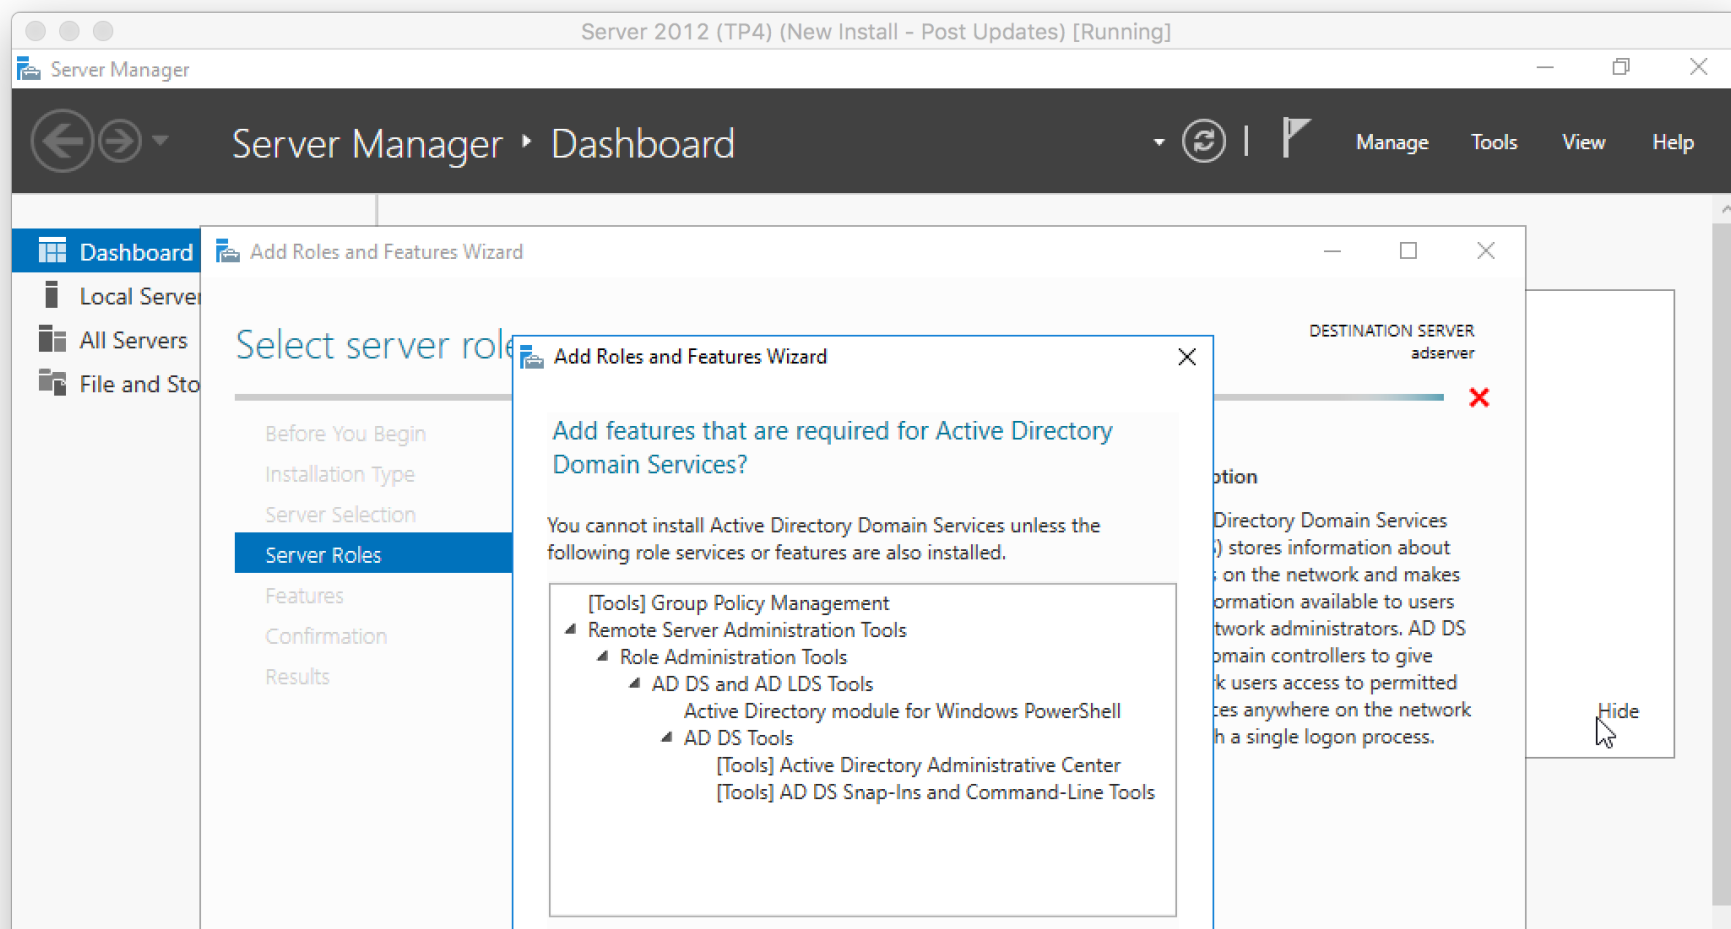 Server 2012 (TP4) (New Install - Post Updates) [Running]
Server Manager
Server Manager Dashboard
Manage Tools View Help
Dashboard
Local Server
All Servers
File and Sto
Add Roles and Features Wizard
Select server role
DESTINATION SERVER
adserver
Before You Begin
Installation Type
Server Selection
Server Roles
Features
Confirmation
Results
Add Roles and Features Wizard
Add features that are required for Active Directory
Domain Services?
You cannot install Active Directory Domain Services unless the
following role services or features are also installed.
[Tools] Group Policy Management
Remote Server Administration Tools
Role Administration Tools
AD DS and AD LDS Tools
Active Directory module for Windows PowerShell
AD DS Tools
[Tools] Active Directory Administrative Center
[Tools] AD DS Snap-Ins and Command-Line Tools
ption
Directory Domain Services
) stores information about
on the network and makes
ormation available to users
twork administrators. AD DS
omain controllers to give
k users access to permitted
ces anywhere on the network
h a single logon process.
Hide